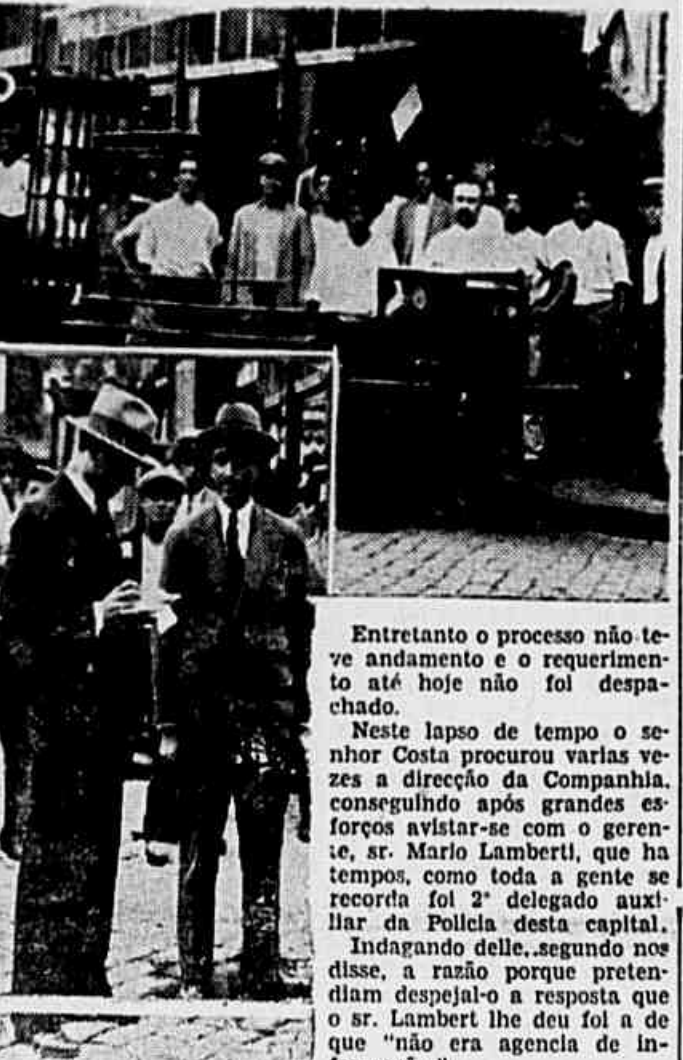 Entretanto o processo não te-
ve andamento e o requerimen-
to até hoje não foi despa-
chado.
Neste lapso de tempo o se-
nhor Costa procurou varias ve-
zes a direcção da Companhia.
conseguindo após grandes es-
forços avistar-se com o geren-
te, sr. Mario Lamberti, que ha
tempos, como toda a gente se
recorda foi 2° delegado auxi-
liar da Policia desta capital.
Indagando delle, segundo nos
disse, a razão porque preten-
diam despejal-o a resposta que
o sr. Lambert lhe deu foi a de
que "não era agencia de in-